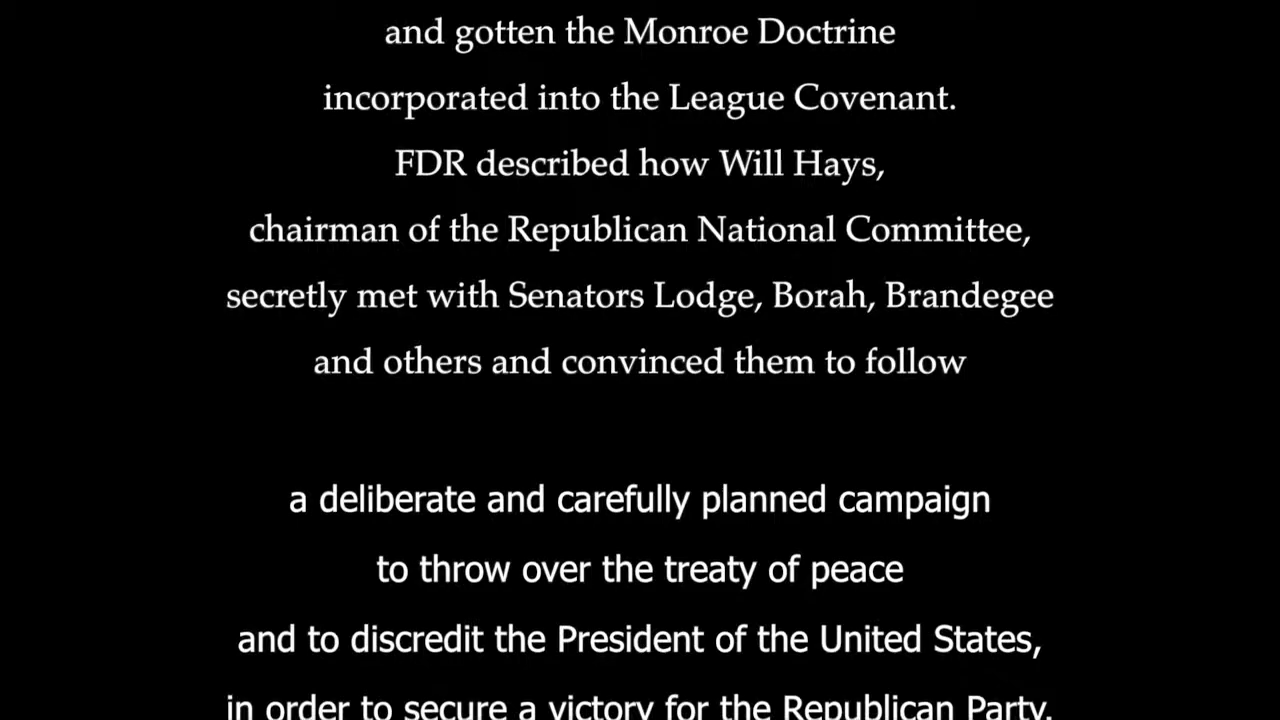 and gotten the Monroe Doctrine
incorporated into the League Covenant.
FDR described how Will Hays,
chairman of the Republican National Committee,
secretly met with Senators Lodge, Borah, Brandegee
and others and convinced them to follow
a deliberate and carefully planned campaign
to throw over the treaty of peace
and to discredit the President of the United States,
in order to secure a victory for the Republican Party.